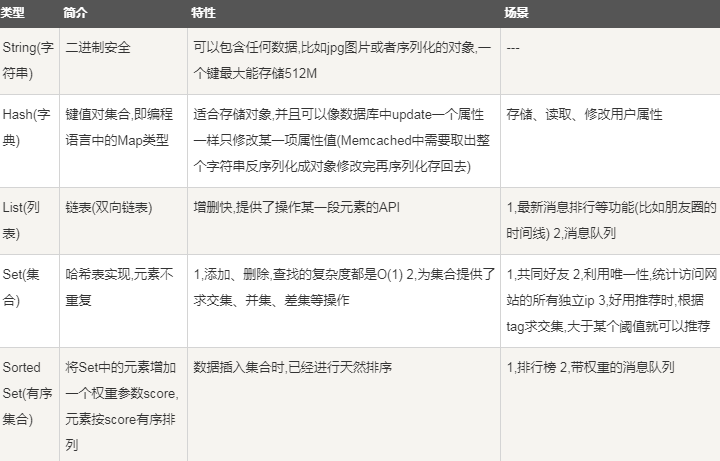 类型 简介 特性 场景
String(字 二进制安全 可以包含任何数据,比如jpg图片或者序列化的对象,一 ---
符串) 个键最大能存储512M
Hash(字 键值对集合,即编程 适合存储对象,并且可以像数据库中update一个属性 存储、读取、修改用户属性
典) 语言中的Map类型 一样只修改某一项属性值(Memcached中需要取出整
个字符串反序列化成对象修改完再序列化存回去)
List(列 链表(双向链表) 增删快,提供了操作某一段元素的API 1,最新消息排行等功能(比如朋友圈的
表) 时间线) 2,消息队列
Set(集 哈希表实现,元素不 1,添加、删除,查找的复杂度都是O(1) 2,为集合提供了 1,共同好友 2,利用唯一性,统计访问网
合) 重复 求交集、并集、差集等操作 站的所有独立ip 3,好用推荐时,根据
tag求交集,大于某个阈值就可以推荐
Sorted 将Set中的元素增加 数据插入集合时,已经进行天然排序 1,排行榜 2,带权重的消息队列
Set(有序 一个权重参数score,
集合) 元素按score有序排
列